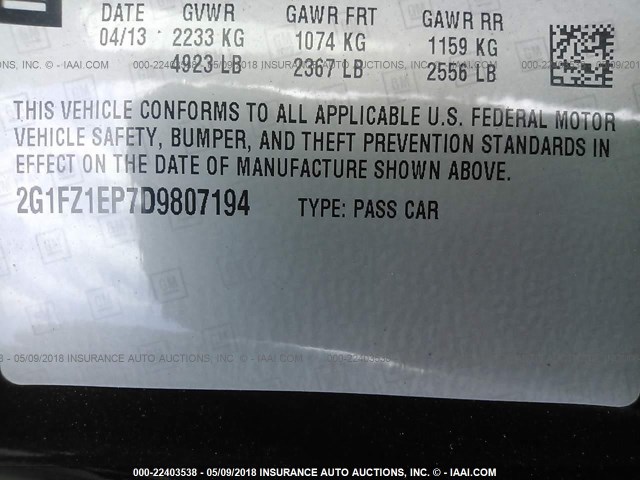 DATE GVWR GAWR FRT GAWR RR
04/13 2233 KG 1074 KG 1159 KG
4923 LB 2367 LB 2556 LB
THIS VEHICLE CONFORMS TO ALL APPLICABLE U.S. FEDERAL MOTOR
VEHICLE SAFETY, BUMPER, AND THEFT PREVENTION STANDARDS IN
EFFECT ON THE DATE OF MANUFACTURE SHOWN ABOVE.
2G1FZ1EP7D9807194 TYPE: PASS CAR
000-22403538 - 05/09/2018 INSURANCE AUTO AUCTIONS, INC. - IAAI.COM